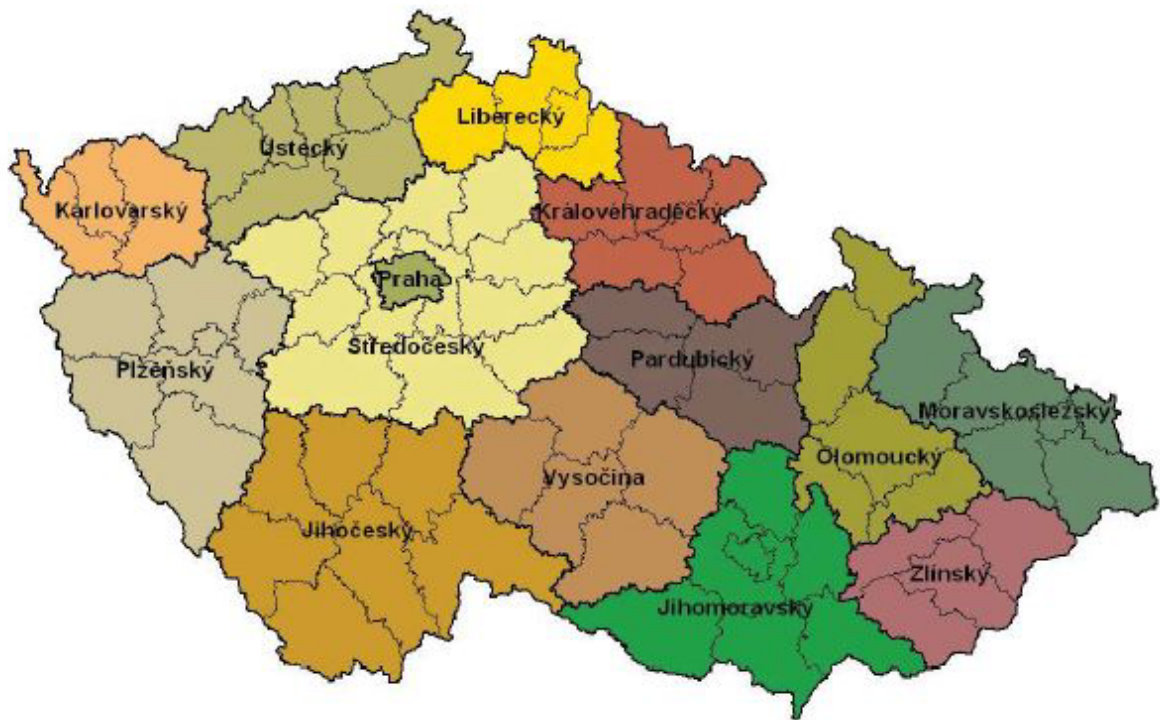 Liberecký
Ústecký
Karlovarský
Královéhradecký
Praha
Středočeský
Pardubický
Plzeňský
Moravskoslezský
Olomoucký
Vysočina
Jihočeský
Zlínský
Jihomoravský